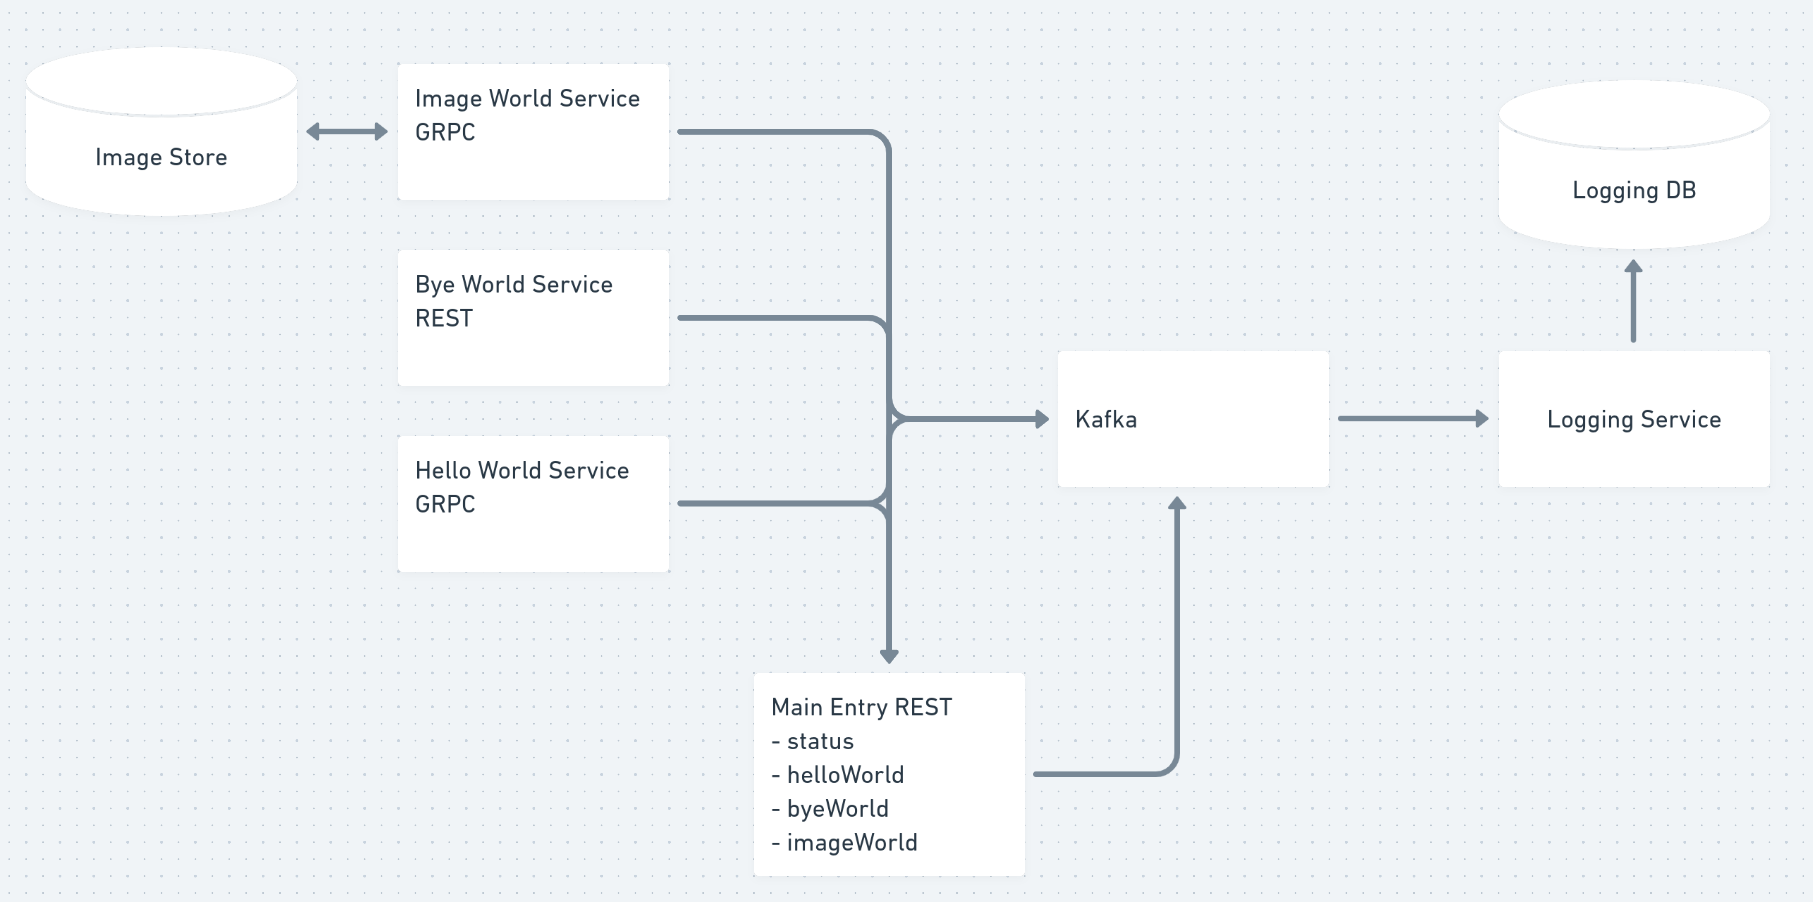 Image Store
Image World Service
GRPC
Bye World Service
REST
Hello World Service
GRPC
Kafka
Logging DB
Logging Service
Main Entry REST
- status
- helloWorld
- byeWorld
- imageWorld